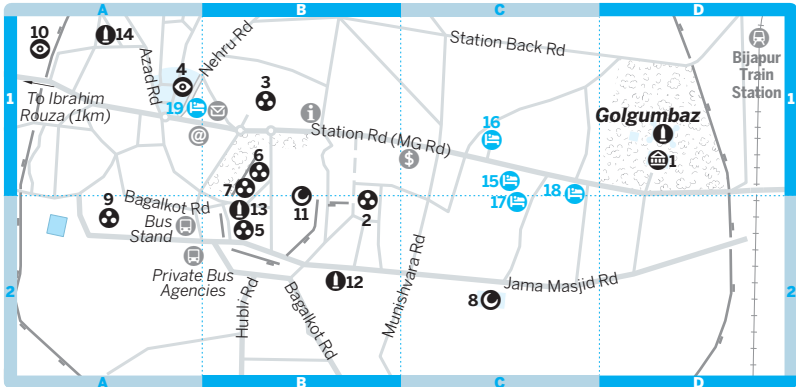 A
B
C
D
10
14
Azad Rd
4
Nehru Rd
3
Station Back Rd
Bijapur
Train
Station
1
1
To Ibrahim
Rouza (1km)
19
@
i
Station Rd (MG Rd)
$
16
Golgumbaz
1
6
7
15
17
18
9
Bagalkot Rd
Bus
Stand
13
5
11
2
Private Bus
Agencies
Hubli Rd
Bagalkot Rd
12
Munishvara Rd
8
Jama Masjid Rd
2
2
A
B
C
D